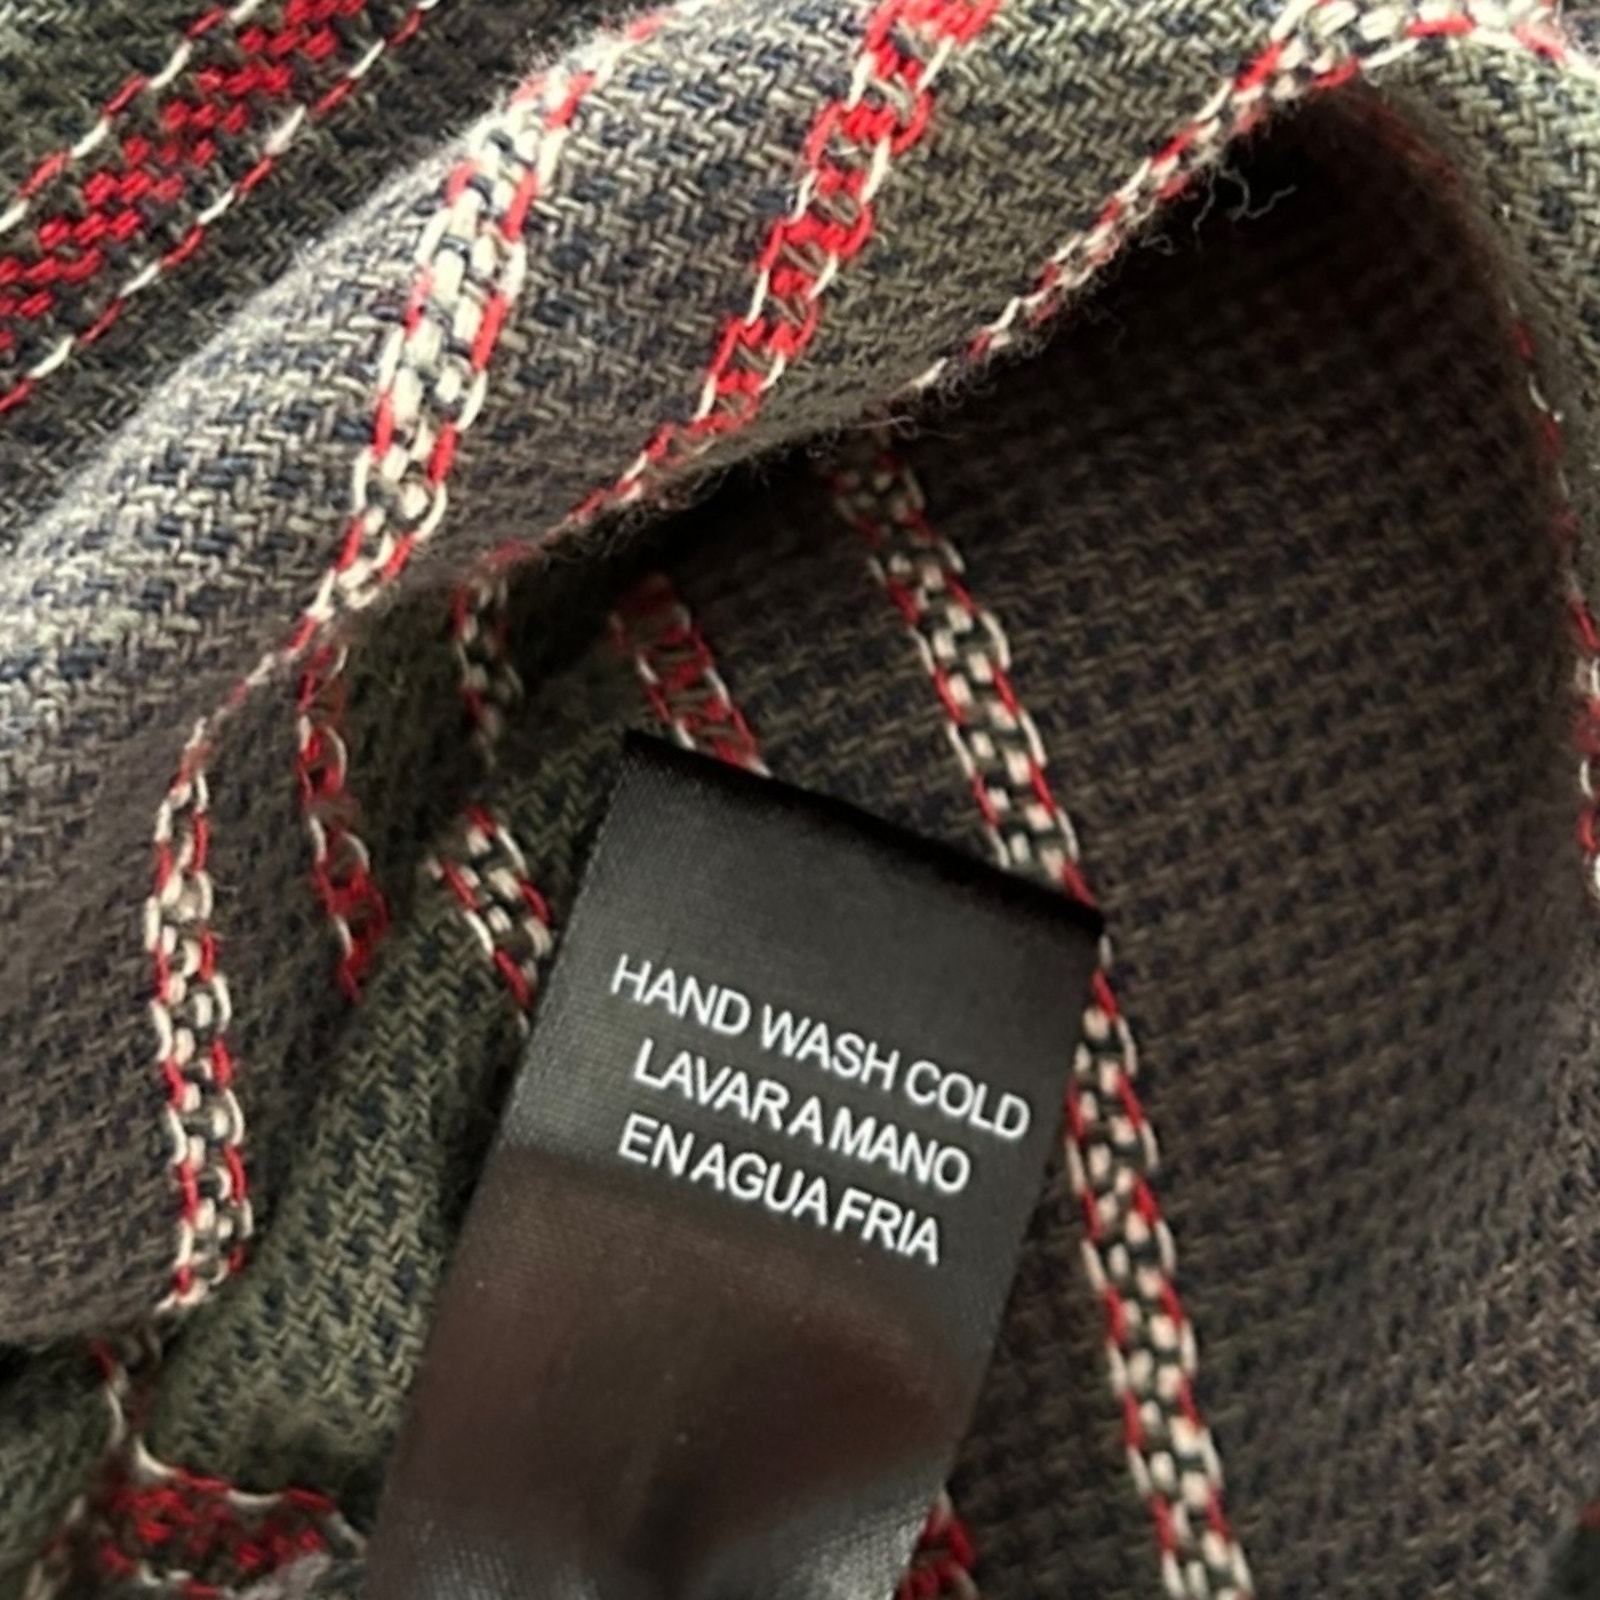 HAND WASH COLD
LAVAR A MANO
EN AGUA FRIA